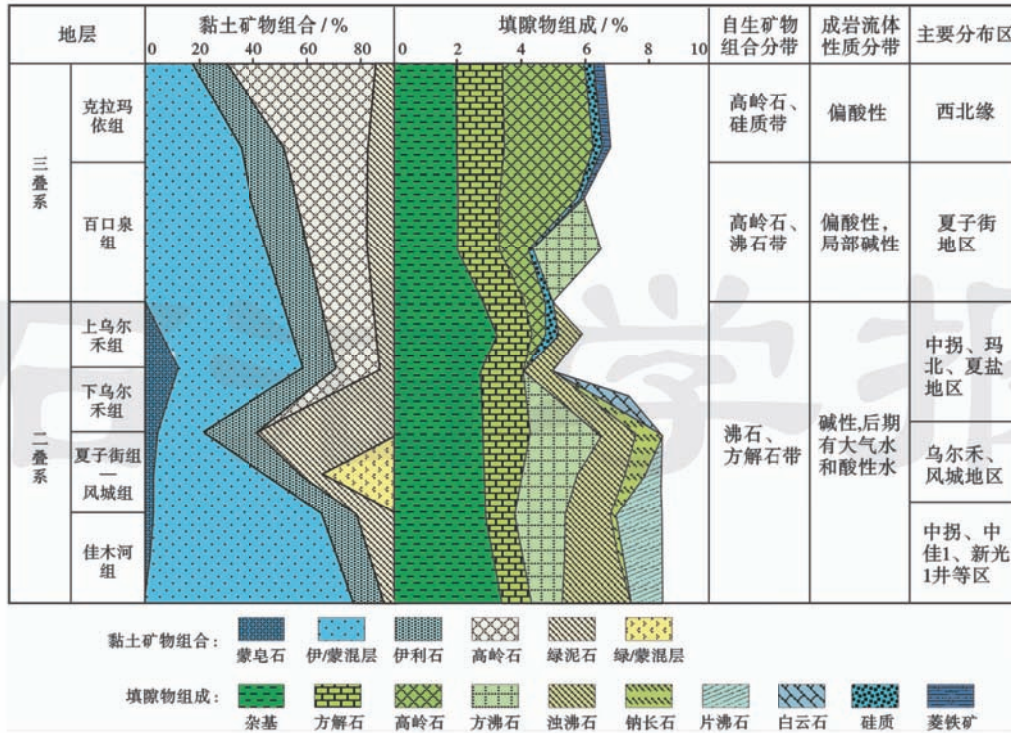 地层
黏土矿物组合 / %
0 20 40 60 80
填隙物组成 / %
0 2 4 6 8 10
自生矿物
组合分带
成岩流体
性质分带
主要分布区
三叠系
克拉玛
依组
高岭石、
硅质带
偏酸性
西北缘
百口泉
组
高岭石、
沸石带
偏酸性,
局部碱性
夏子街
地区
二叠系
上乌尔
禾组
下乌尔
禾组
夏子街组
—
风城组
佳木河
组
沸石、
方解石带
碱性,后期
有大气水
和酸性水
中拐、玛
北、夏盐
地区
乌尔禾、
风城地区
中拐、中
佳1、新光
1井等区
黏土矿物组合:
蒙皂石 伊/蒙混层 伊利石 高岭石 绿泥石 绿/蒙混层
填隙物组成:
杂基 方解石 高岭石 方沸石 浊沸石 钠长石 片沸石 白云石 硅质 菱铁矿